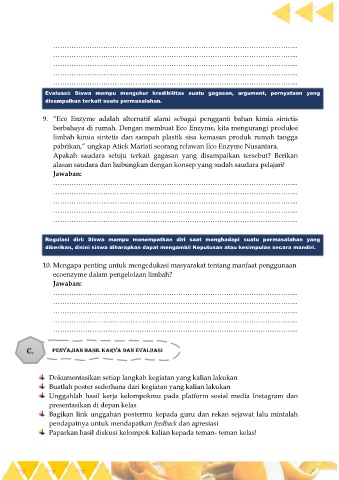 Evaluasi: Siswa mampu mengukur kredibilitas suatu gagasan, argument, pernyataan yang
disampaikan terkait suatu permasalahan.
9. "Eco Enzyme adalah alternatif alami sebagai pengganti bahan kimia sintetis
berbahaya di rumah. Dengan membuat Eco Enzyme, kita mengurangi produksi
limbah kimia sintetis dan sampah plastik sisa kemasan produk rumah tangga
pabrikan," ungkap Atiek Mariati seorang relawan Eco Enzyme Nusantara.
Apakah saudara setuju terkait gagasan yang disampaikan tersebut? Berikan
alasan saudara dan hubungkan dengan konsep yang sudah saudara pelajari!
Jawaban:
Regulasi diri: Siswa mampu menempatkan diri saat menghadapi suatu permasalahan yang
diberikan, disini siswa diharapkan dapat mengambil Keputusan atau kesimpulan secara mandiri.
10. Mengapa penting untuk mengedukasi masyarakat tentang manfaat penggunaan
ecoenzyme dalam pengelolaan limbah?
Jawaban:
C. PENYAJIAN HASIL KARYA DAN EVALUASI
Dokumentasikan setiap langkah kegiatan yang kalian lakukan
Buatlah poster sederhana dari kegiatan yang kalian lakukan
Unggahlah hasil kerja kelompokmu pada platform sosial media Instagram dan
presentasikan di depan kelas
Bagikan link unggahan postermu kepada guru dan rekan sejawat lalu mintalah
pendapatnya untuk mendapatkan feedback dan apresiasi
Paparkan hasil diskusi kelompok kalian kepada teman- teman kelas!